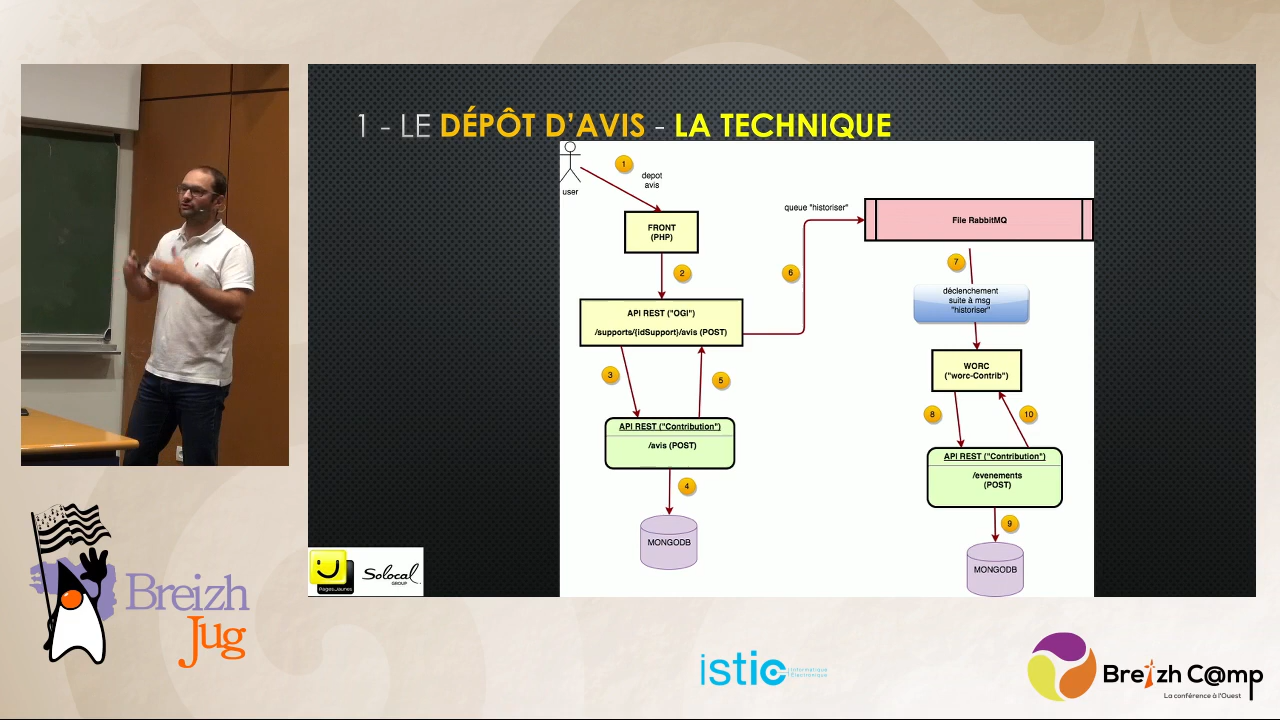 1 - LE DÉPÔT D'AVIS - LA TECHNIQUE
1
depot
avis
user
FRONT
(PHP)
2
API REST ("OGI")
/supports/{idSupport}/avis (POST)
3
5
API REST ("Contribution")
/avis (POST)
4
MONGODB
6
queue "historiser"
File RabbitMQ
7
déclenchement
suite à msg
"historiser"
WORC
("worc-Contrib")
8
10
API REST ("Contribution")
/evenements
(POST)
9
MONGODB
PagesJaunes
Solocal
GROUP
Breizh
Jug
istic
Informatique
Électronique
Breizh C@mp
La conférence à l'Ouest